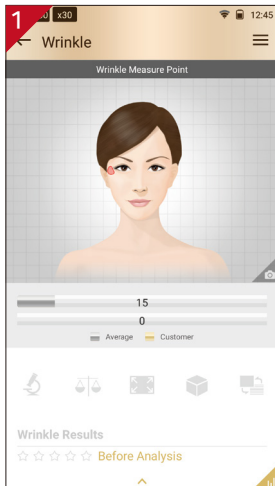 1
x30
12:45
Wrinkle
Wrinkle Measure Point
15
0
Average Customer
Wrinkle Results
Before Analysis